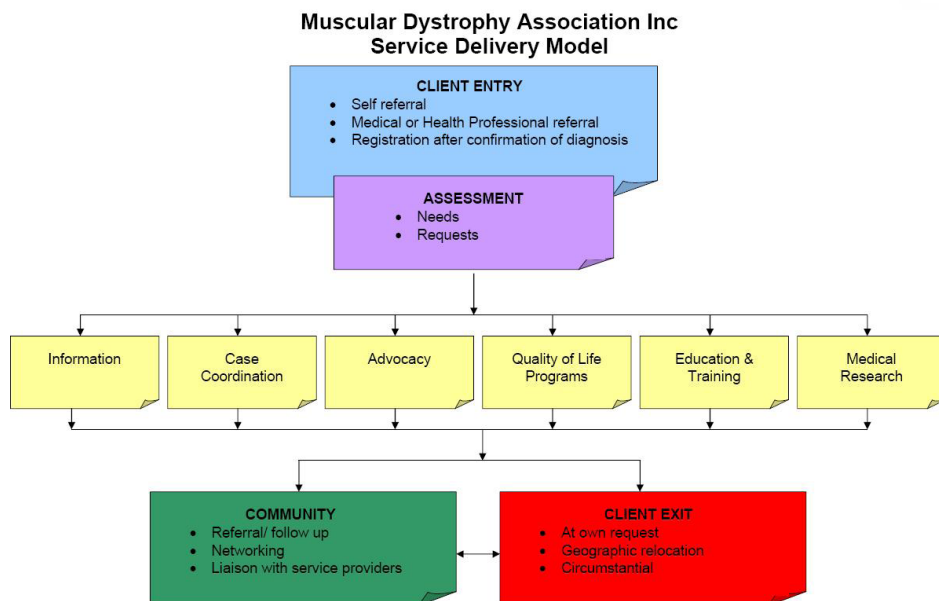 Muscular Dystrophy Association Inc
Service Delivery Model
CLIENT ENTRY
• Self referral
• Medical or Health Professional referral
• Registration after confirmation of diagnosis
ASSESSMENT
• Needs
• Requests
Information
Case
Coordination
Advocacy
Quality of Life
Programs
Education &
Training
Medical
Research
COMMUNITY
• Referral/ follow up
• Networking
• Liaison with service providers
CLIENT EXIT
• At own request
• Geographic relocation
• Circumstantial